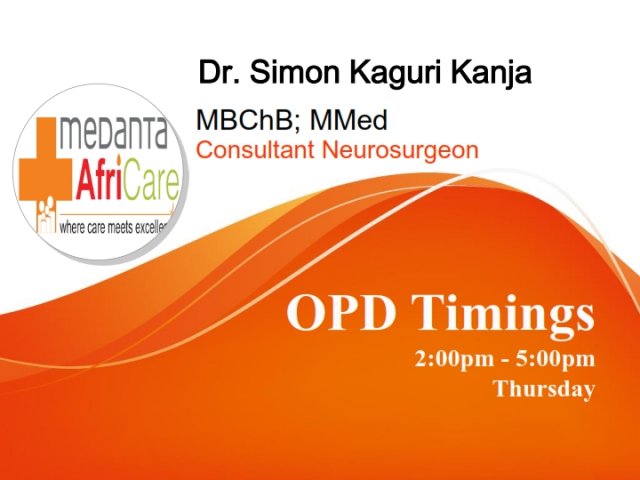 Dr. Simon Kaguri Kanja
MBChB; MMed
Consultant Neurosurgeon
meDanTa
AfriCare
where care meets excelle
OPD Timings
2:00pm - 5:00pm
Thursday